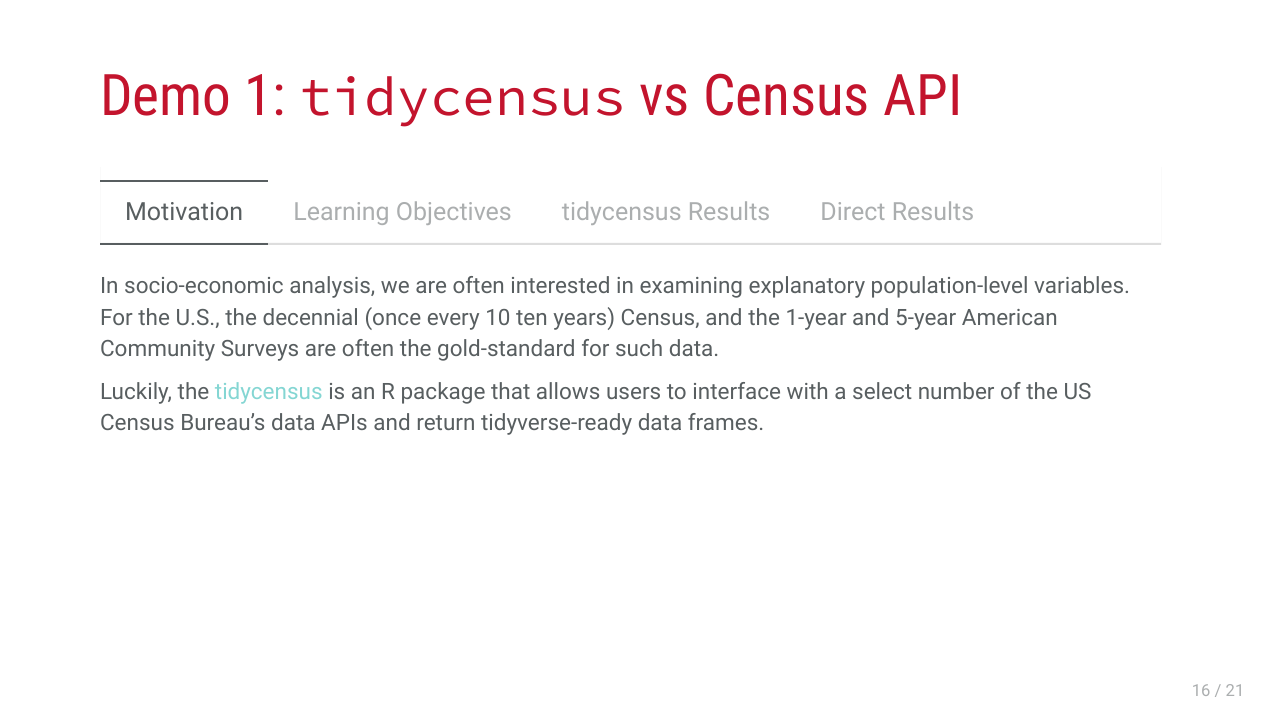 Demo 1: tidycensus vs Census API
Motivation Learning Objectives tidycensus Results Direct Results
In socio-economic analysis, we are often interested in examining explanatory population-level variables.
For the U.S., the decennial (once every 10 ten years) Census, and the 1-year and 5-year American
Community Surveys are often the gold-standard for such data.
Luckily, the tidycensus is an R package that allows users to interface with a select number of the US
Census Bureau’s data APIs and return tidyverse-ready data frames.
16 / 21